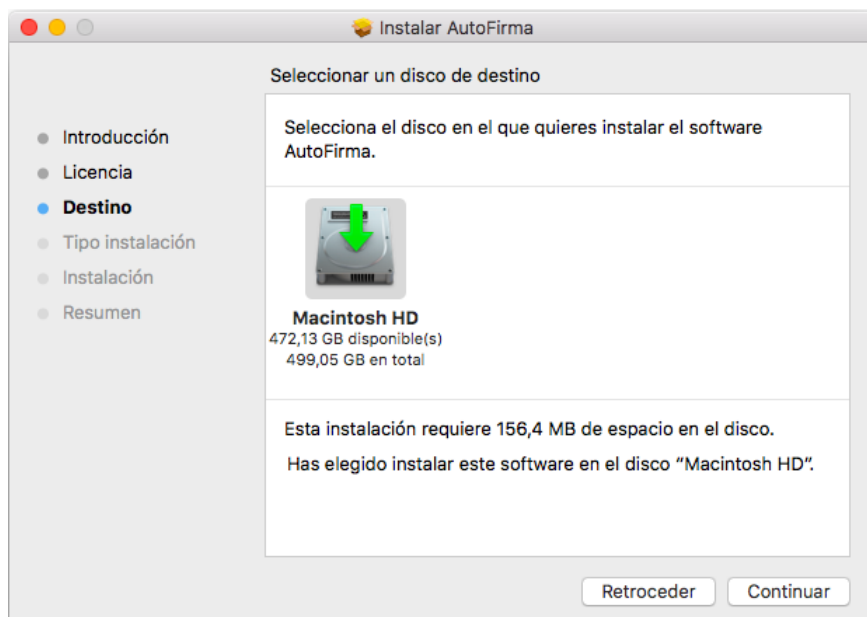 Instalar AutoFirma
Seleccionar un disco de destino
Introducción
Licencia
Destino
Tipo instalación
Instalación
Resumen
Selecciona el disco en el que quieres instalar el software
AutoFirma.
Macintosh HD
472,13 GB disponible(s)
499,05 GB en total
Esta instalación requiere 156,4 MB de espacio en el disco.
Has elegido instalar este software en el disco “Macintosh HD”.
Retroceder
Continuar